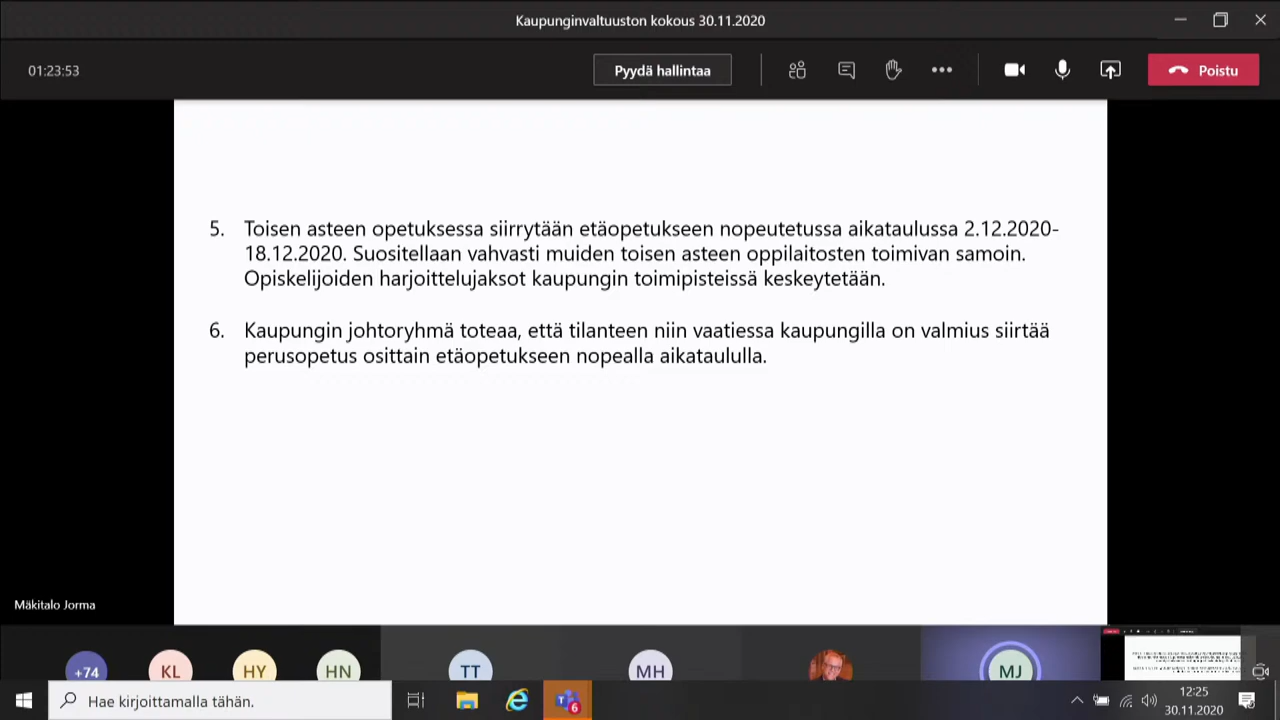 Kaupunginvaltuuston kokous 30.11.2020
01:23:53
Pyydä hallintaa
Poistu
5. Toisen asteen opetuksessa siirrytään etäopetukseen nopeutetussa aikataulussa 2.12.2020-
18.12.2020. Suositellaan vahvasti muiden toisen asteen oppilaitosten toimivan samoin.
Opiskelijoiden harjoittelujaksot kaupungin toimipisteissä keskeytetään.
6. Kaupungin johtoryhmä toteaa, että tilanteen niin vaatiessa kaupungilla on valmius siirtää
perusopetus osittain etäopetukseen nopealla aikataululla.
Mäkitalo Jorma
+74
KL
HY
HN
TT
MH
MJ
Hae kirjoittamalla tähän.
6
12:25
30.11.2020